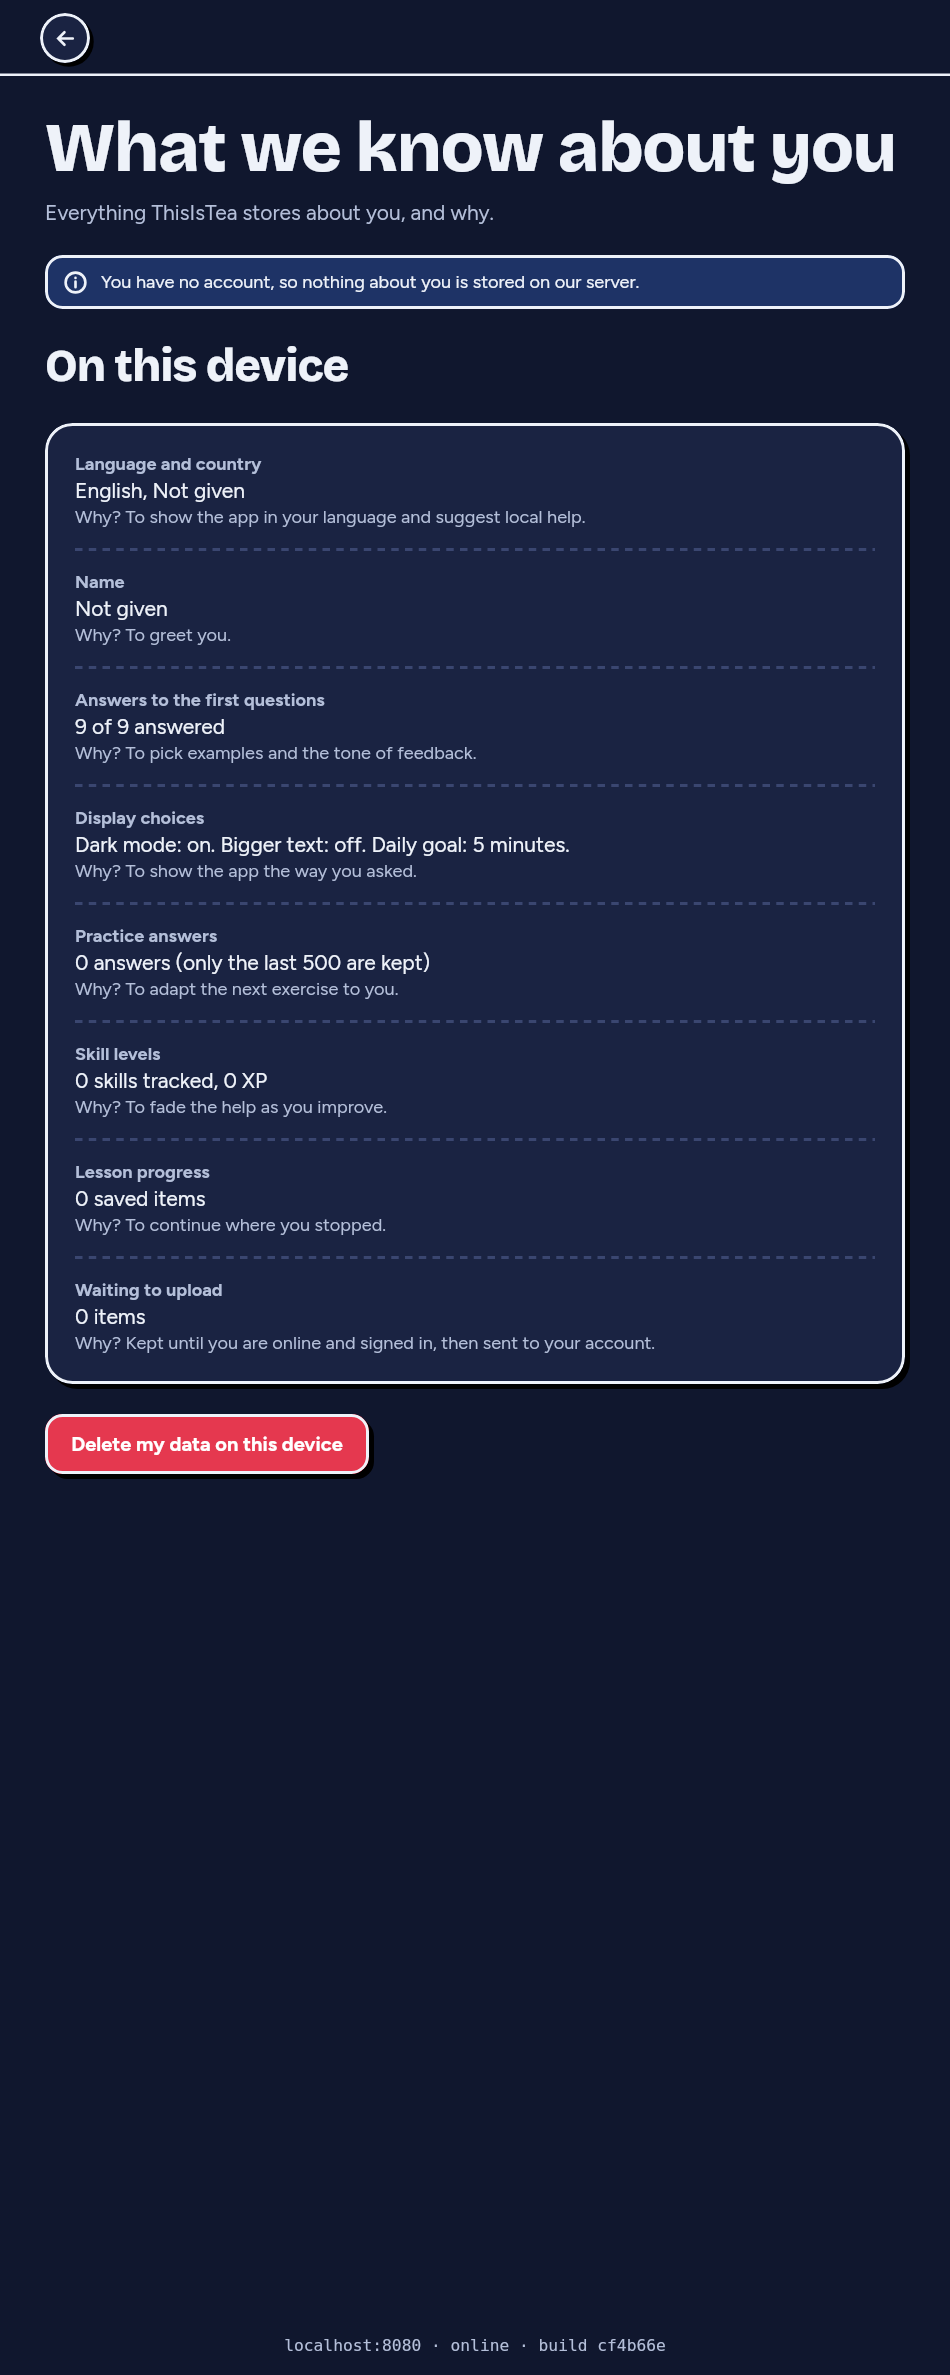 What we know about you
Everything ThisIsTea stores about you, and why.
You have no account, so nothing about you is stored on our server.
On this device
Language and country
English, Not given
Why? To show the app in your language and suggest local help.
Name
Not given
Why? To greet you.
Answers to the first questions
9 of 9 answered
Why? To pick examples and the tone of feedback.
Display choices
Dark mode: on. Bigger text: off. Daily goal: 5 minutes.
Why? To show the app the way you asked.
Practice answers
0 answers (only the last 500 are kept)
Why? To adapt the next exercise to you.
Skill levels
0 skills tracked, 0 XP
Why? To fade the help as you improve.
Lesson progress
0 saved items
Why? To continue where you stopped.
Waiting to upload
0 items
Why? Kept until you are online and signed in, then sent to your account.
Delete my data on this device
localhost:8080 · online · build cf4b66e